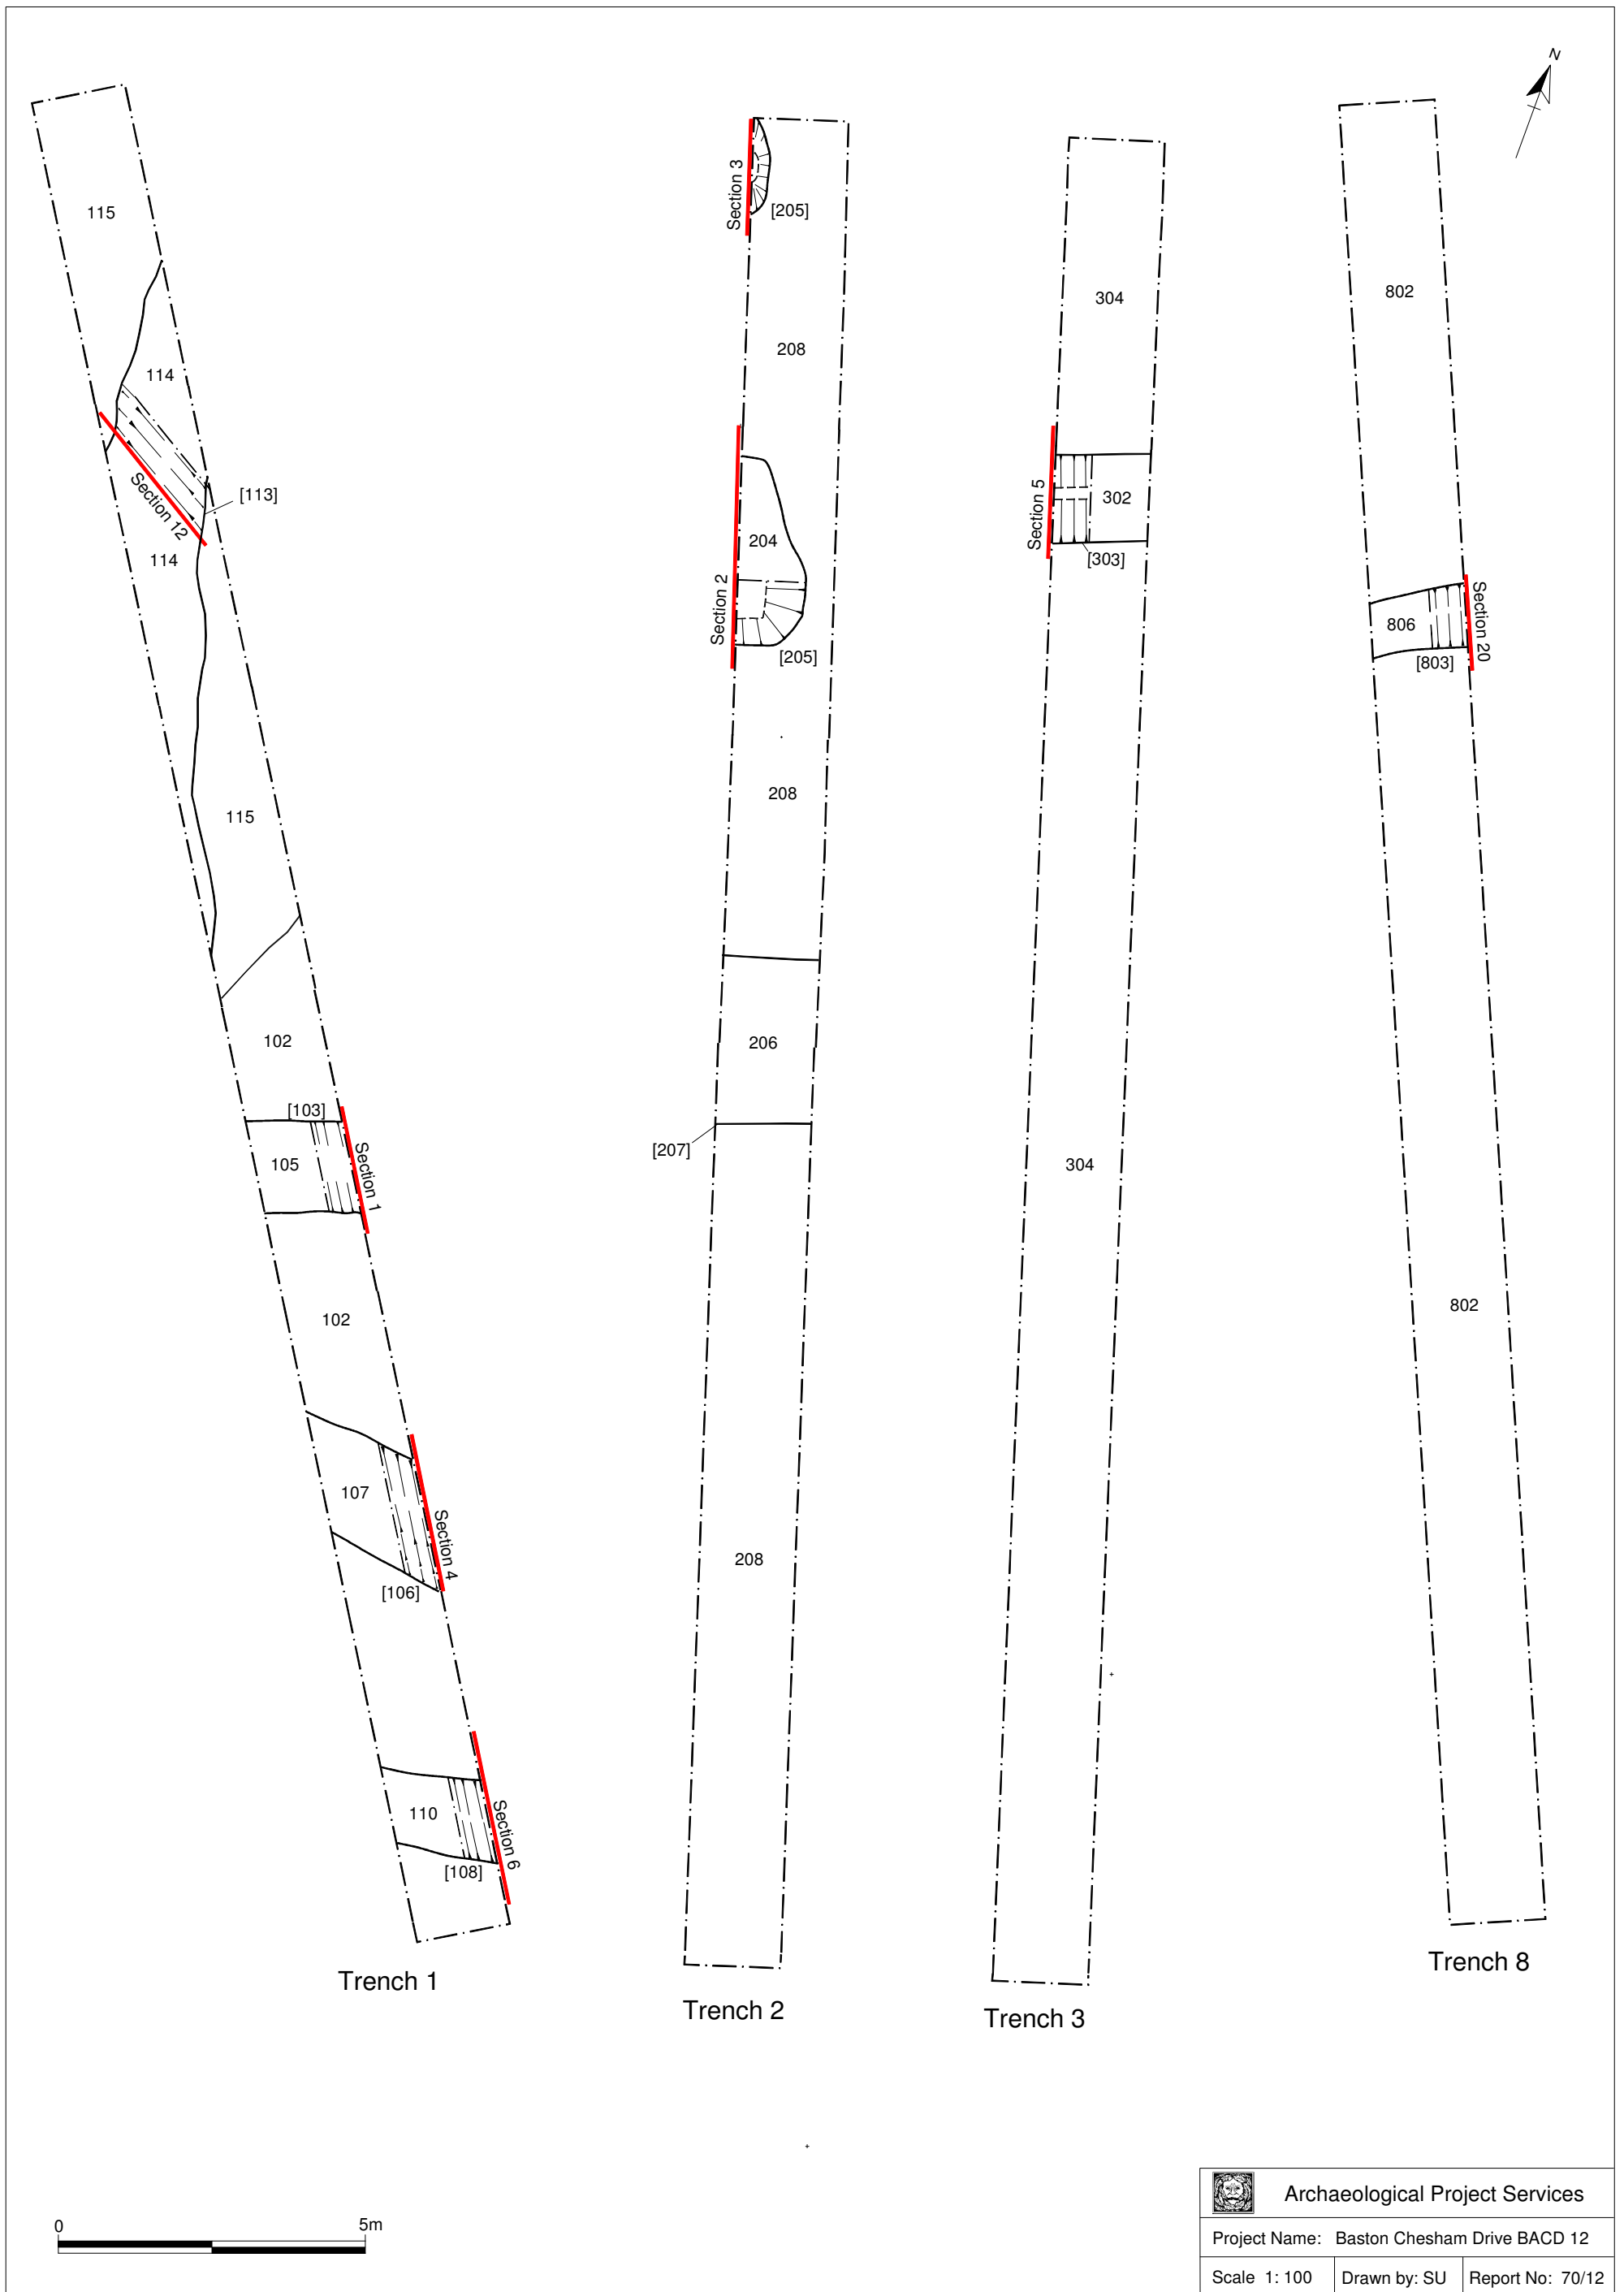 N
115
114
Section 12
[113]
114
115
102
[103]
105
Section 1
102
107
Section 4
[106]
110
Section 6
[108]
Trench 1
Section 3
[205]
208
204
Section 2
[205]
208
206
[207]
208
Trench 2
304
Section 5
302
[303]
304
Trench 3
802
806
Section 20
[803]
802
Trench 8
0 5m
Archaeological Project Services
Project Name: Baston Chesham Drive BACD 12
Scale 1: 100 Drawn by: SU Report No: 70/12